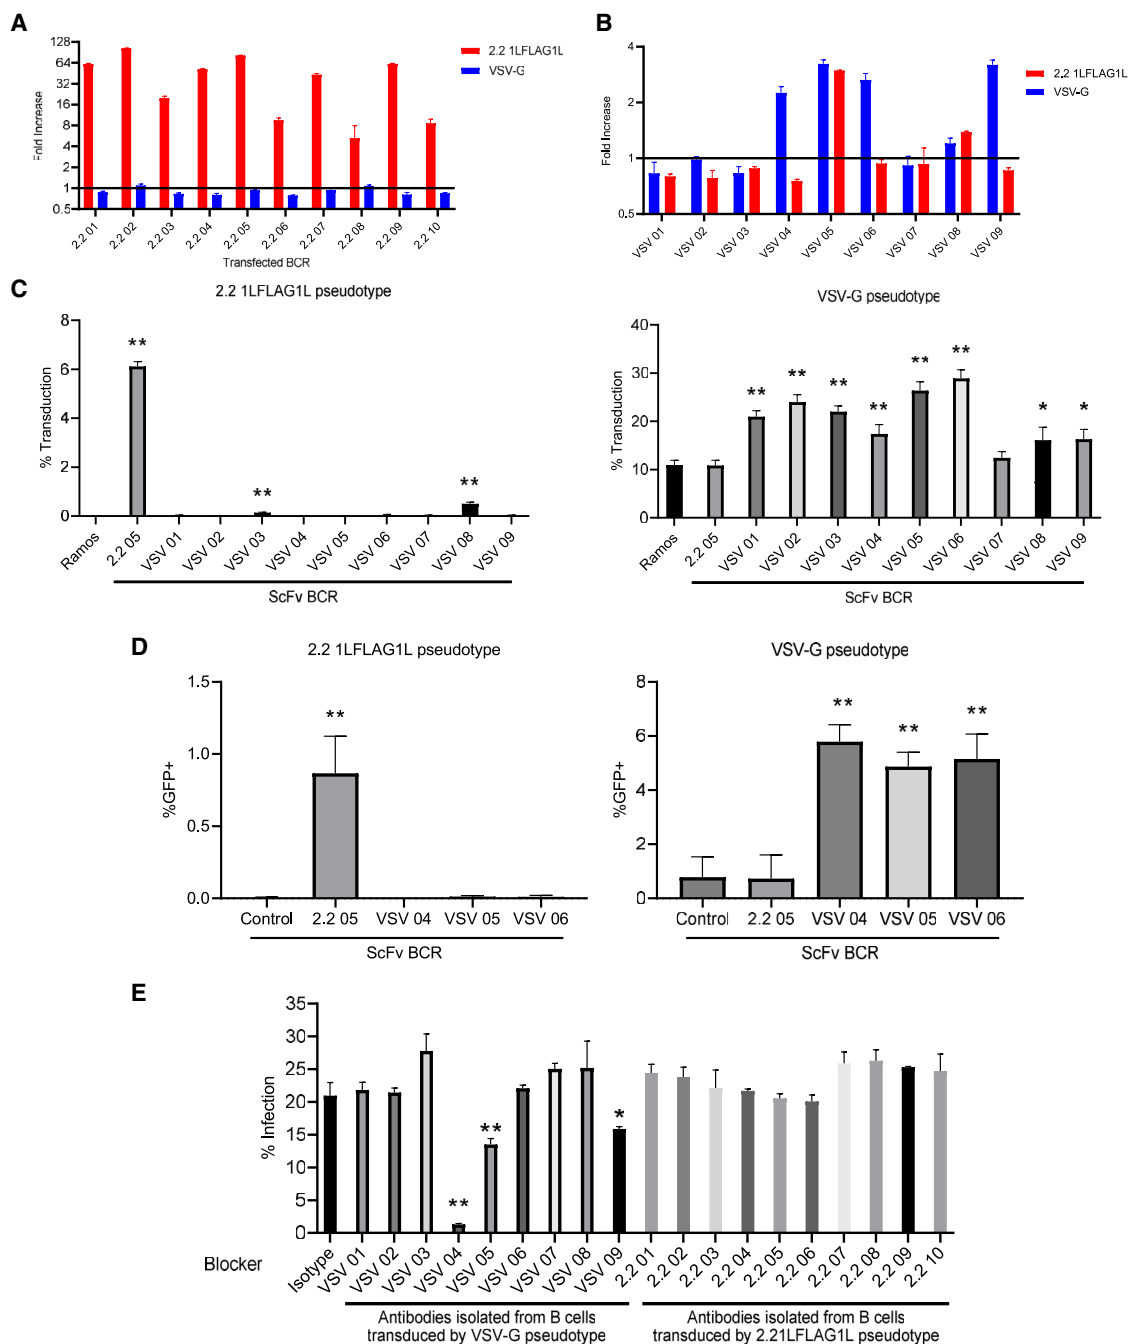 A
128
64
32
16
8
4
2
1
0.5
Fold Increase
2.2 1LFLAG1L
VSV-G
2.2 01
2.2 02
2.2 03
2.2 04
2.2 05
2.2 06
2.2 07
2.2 08
2.2 09
2.2 10
Transfected BCR
B
4
2
1
0.5
Fold Increase
2.2 1LFLAG1L
VSV-G
VSV 01
VSV 02
VSV 03
VSV 04
VSV 05
VSV 06
VSV 07
VSV 08
VSV 09
C
2.2 1LFLAG1L pseudotype
8
6
4
2
0
% Transduction
**
**
**
Ramos
2.2 05
VSV 01
VSV 02
VSV 03
VSV 04
VSV 05
VSV 06
VSV 07
VSV 08
VSV 09
ScFv BCR
VSV-G pseudotype
40
30
20
10
0
% Transduction
**
**
**
**
**
**
*
*
Ramos
2.2 05
VSV 01
VSV 02
VSV 03
VSV 04
VSV 05
VSV 06
VSV 07
VSV 08
VSV 09
ScFv BCR
D
2.2 1LFLAG1L pseudotype
1.5
1.0
0.5
0.0
%GFP+
**
Control
2.2 05
VSV 04
VSV 05
VSV 06
ScFv BCR
VSV-G pseudotype
8
6
4
2
0
%GFP+
**
**
**
Control
2.2 05
VSV 04
VSV 05
VSV 06
ScFv BCR
E
35
30
25
20
15
10
5
0
% Infection
**
**
*
Blocker
Isotype
VSV 01
VSV 02
VSV 03
VSV 04
VSV 05
VSV 06
VSV 07
VSV 08
VSV 09
2.2 01
2.2 02
2.2 03
2.2 04
2.2 05
2.2 06
2.2 07
2.2 08
2.2 09
2.2 10
Antibodies isolated from B cells
transduced by VSV-G pseudotype
Antibodies isolated from B cells
transduced by 2.21LFLAG1L pseudotype